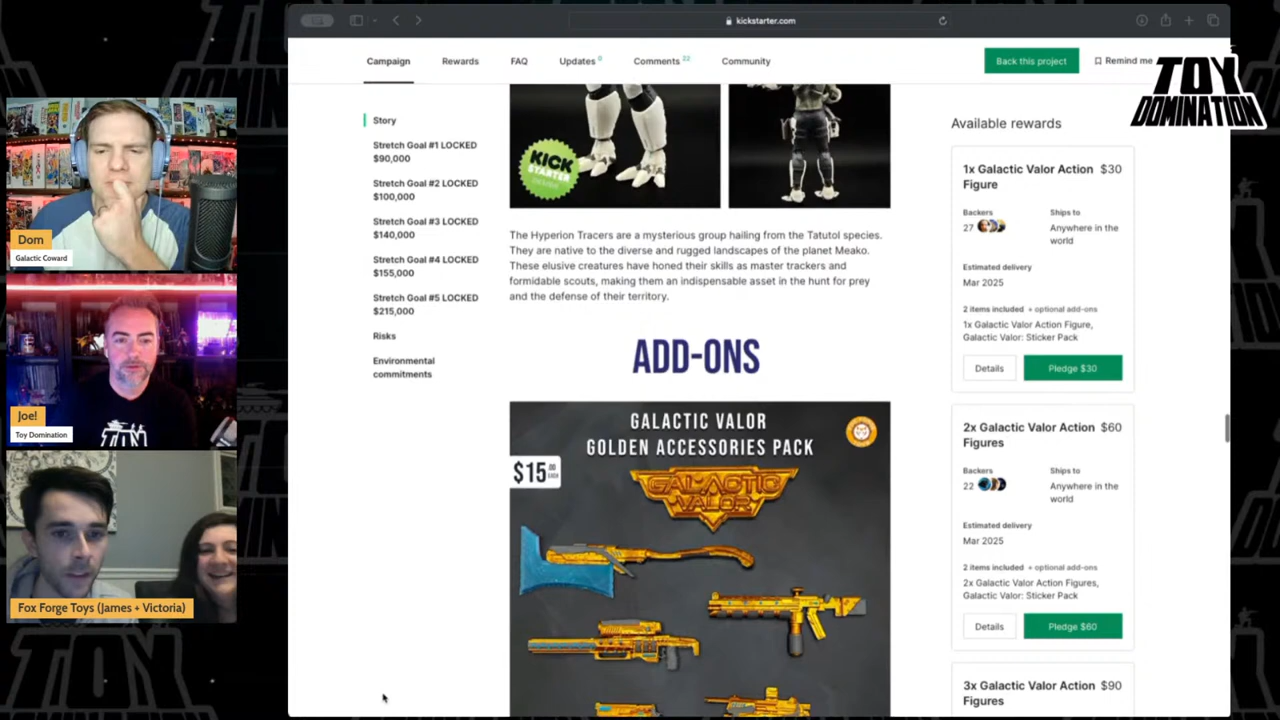 kickstarter.com
Campaign
Rewards
FAQ
Updates 0
Comments 22
Community
Back this project
Remind me
TOY
DOMINATION
Story
Stretch Goal #1 LOCKED
$90,000
Stretch Goal #2 LOCKED
$100,000
Stretch Goal #3 LOCKED
$140,000
Stretch Goal #4 LOCKED
$155,000
Stretch Goal #5 LOCKED
$215,000
Risks
Environmental
commitments
KICK
STARTER
The Hyperion Tracers are a mysterious group hailing from the Tatutol species.
They are native to the diverse and rugged landscapes of the planet Meako.
These elusive creatures have honed their skills as master trackers and
formidable scouts, making them an indispensable asset in the hunt for prey
and the defense of their territory.
ADD-ONS
GALACTIC VALOR
GOLDEN ACCESSORIES PACK
$15.00
EACH
GALACTIC
VALOR
Available rewards
1x Galactic Valor Action
Figure
$30
Backers
27
Ships to
Anywhere in the
world
Estimated delivery
Mar 2025
2 items included + optional add-ons
1x Galactic Valor Action Figure,
Galactic Valor: Sticker Pack
Details
Pledge $30
2x Galactic Valor Action
Figures
$60
Backers
22
Ships to
Anywhere in the
world
Estimated delivery
Mar 2025
2 items included + optional add-ons
2x Galactic Valor Action Figures,
Galactic Valor: Sticker Pack
Details
Pledge $60
3x Galactic Valor Action
Figures
$90
Dom
Galactic Coward
Joe!
Toy Domination
Fox Forge Toys (James + Victoria)